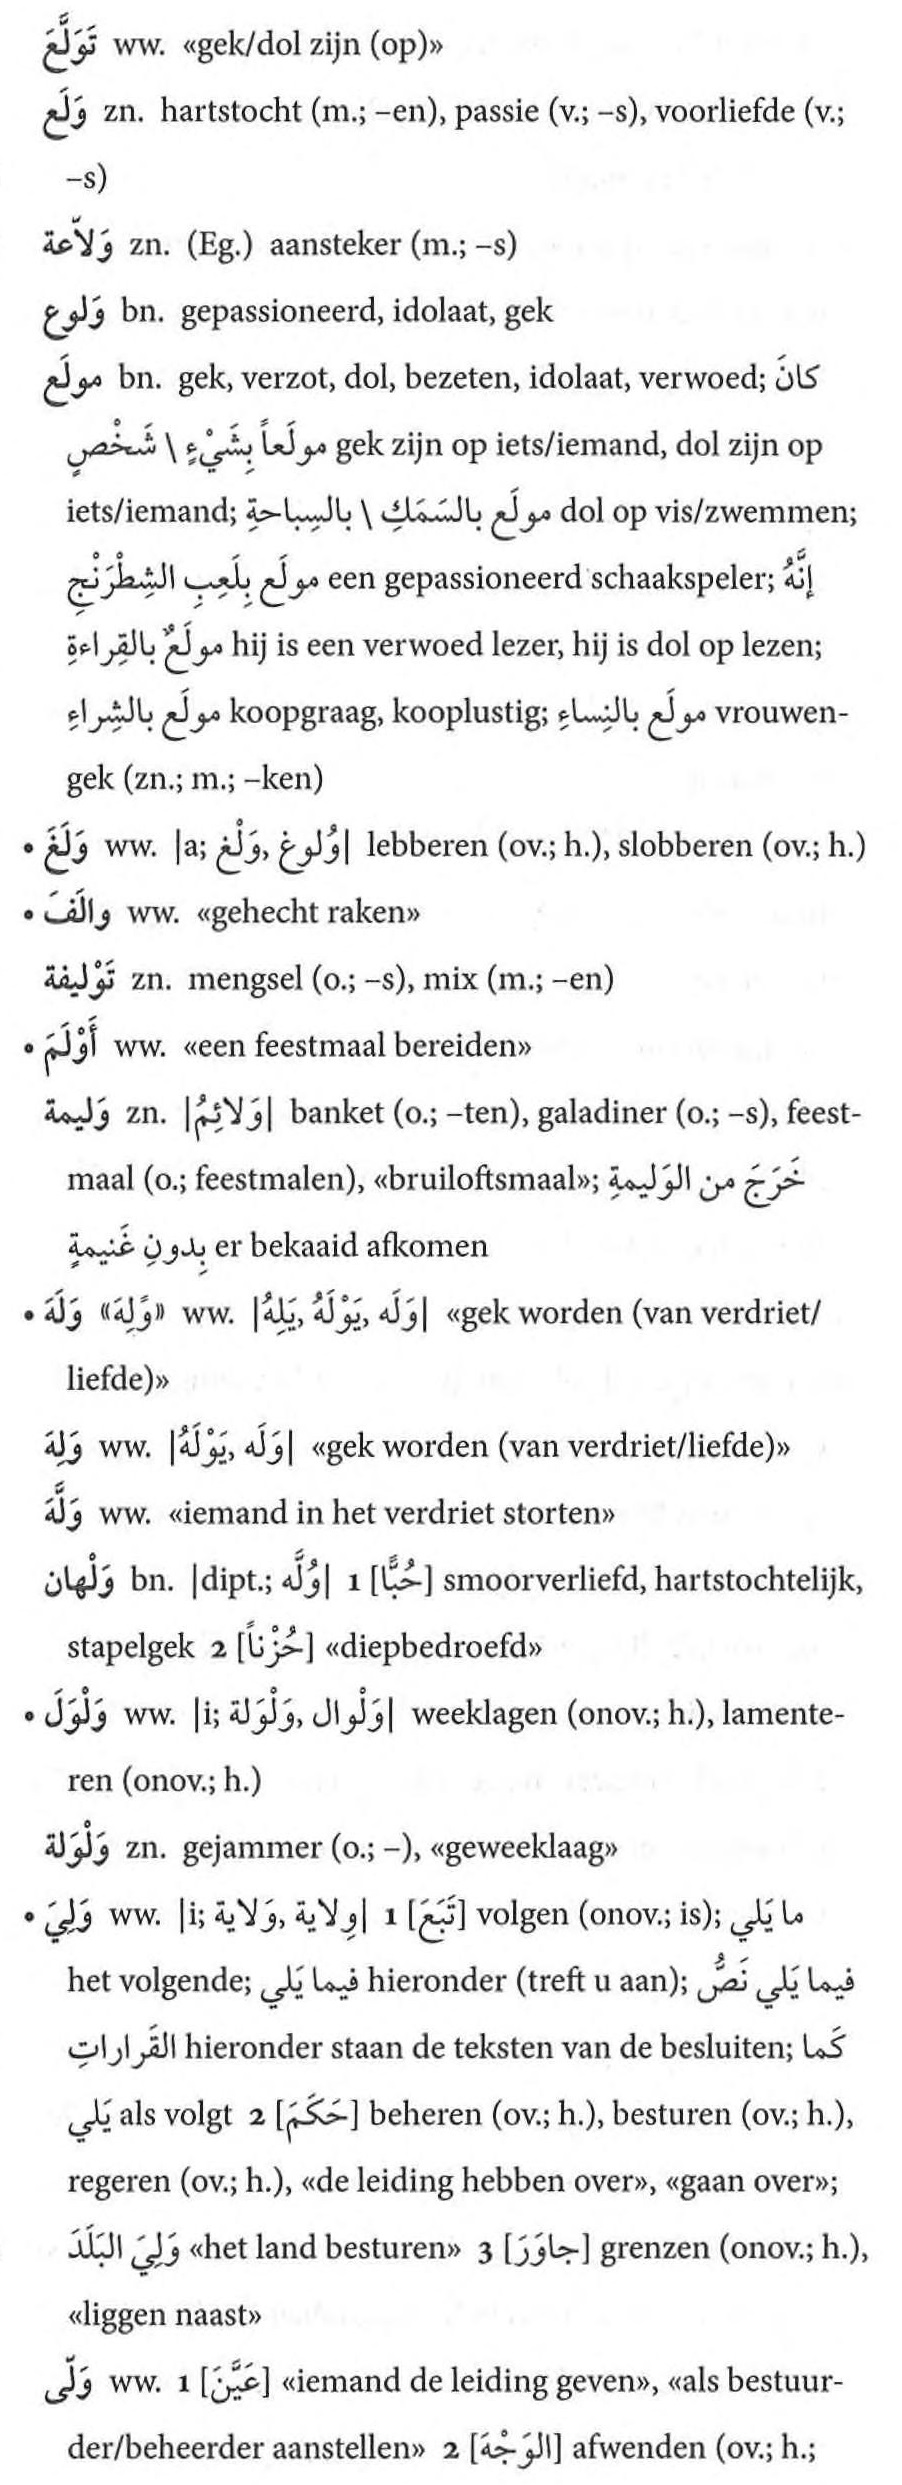 تَوَلَّعَ ww. «gek/dol zijn (op)»
وَلَع zn. hartstocht (m.; –en), passie (v.; –s), voorliefde (v.;
–s)
وَلاّعة zn. (Eg.) aansteker (m.; –s)
وَلوع bn. gepassioneerd, idolaat, gek
مولَع bn. gek, verzot, dol, bezeten, idolaat, verwoed; كانَ
مولَعاً بِشَيْءٍ \ شَخْصٍ gek zijn op iets/iemand, dol zijn op
iets/iemand; مولَع بالسَمَكِ \ بالسِباحةِ dol op vis/zwemmen;
مولَع بِلَعِبِ الشِطْرَنْجِ een gepassioneerd schaakspeler; إنَّهُ
مولَعٌ بالقِراءةِ hij is een verwoed lezer, hij is dol op lezen;
مولَع بالشِراءِ koopgraag, kooplustig; مولَع بالنِساءِ vrouwen-
gek (zn.; m.; –ken)
• وَلَغَ ww. |a; وُلوغ, وَلْغ| lebberen (ov.; h.), slobberen (ov.; h.)
• والَفَ ww. «gehecht raken»
تَوْليفة zn. mengsel (o.; –s), mix (m.; –en)
• أَوْلَمَ ww. «een feestmaal bereiden»
وَليمة zn. |وَلائِمُ| banket (o.; –ten), galadiner (o.; –s), feest-
maal (o.; feestmalen), «bruiloftsmaal»; خَرَجَ من الوَليمةِ
بِدونِ غَنيمةٍ er bekaaid afkomen
• وَلَهَ «وَلِهَ» ww. |يَلِهُ, يَوْلَهُ, وَلَه| «gek worden (van verdriet/
liefde)»
وَلِهَ ww. |يَوْلَهُ, وَلَه| «gek worden (van verdriet/liefde)»
وَلَّهَ ww. «iemand in het verdriet storten»
وَلْهان bn. |dipt.; وُلَّه| 1 [حُبًّا] smoorverliefd, hartstochtelijk,
stapelgek 2 [حُزْناً] «diepbedroefd»
• وَلْوَلَ ww. |i; وَلْوَلة, وَلْوال| weeklagen (onov.; h.), lamente-
ren (onov.; h.)
وَلْوَلة zn. gejammer (o.; –), «geweeklaag»
• وَلِيَ ww. |i; وَلاية, وِلاية| 1 [تَبَعَ] volgen (onov.; is); ما يَلي
het volgende; فيما يَلي hieronder (treft u aan); فيما يَلي نَصُّ
القَراراتِ hieronder staan de teksten van de besluiten; كَما
يَلي als volgt 2 [حَكَمَ] beheren (ov.; h.), besturen (ov.; h.),
regeren (ov.; h.), «de leiding hebben over», «gaan over»;
وَلِيَ البَلَدَ «het land besturen» 3 [جاوَرَ] grenzen (onov.; h.),
«liggen naast»
وَلّى ww. 1 [عَيَّنَ] «iemand de leiding geven», «als bestuur-
der/beheerder aanstellen» 2 [الوَجْهَ] afwenden (ov.; h.;